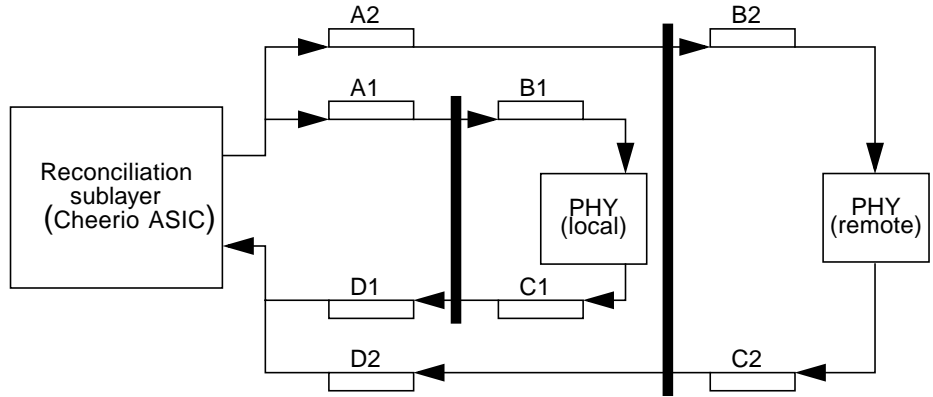 A2
B2
A1
B1
Reconciliation
sublayer
(Cheerio ASIC)
PHY
(local)
PHY
(remote)
D1
C1
D2
C2